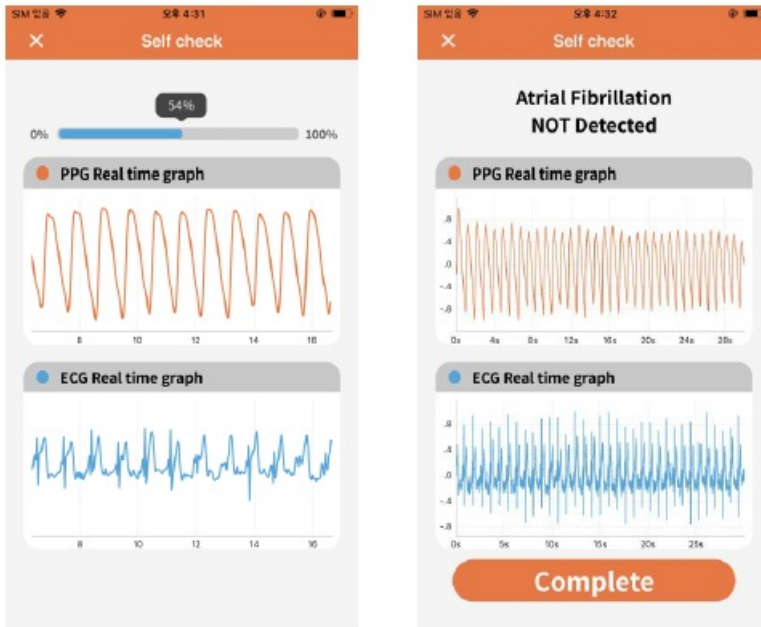 SIM 없음 오후 4:31
Self check
54%
0% 100%
PPG Real time graph
8 10 12 14 16
ECG Real time graph
8 10 12 14 16
SIM 없음 오후 4:32
Self check
Atrial Fibrillation
NOT Detected
PPG Real time graph
.8
.4
.0
-.4
-.8
0s 4s 8s 12s 16s 20s 24s 28s
ECG Real time graph
.8
.4
.0
-.4
-.8
0s 5s 10s 15s 20s 25s
Complete